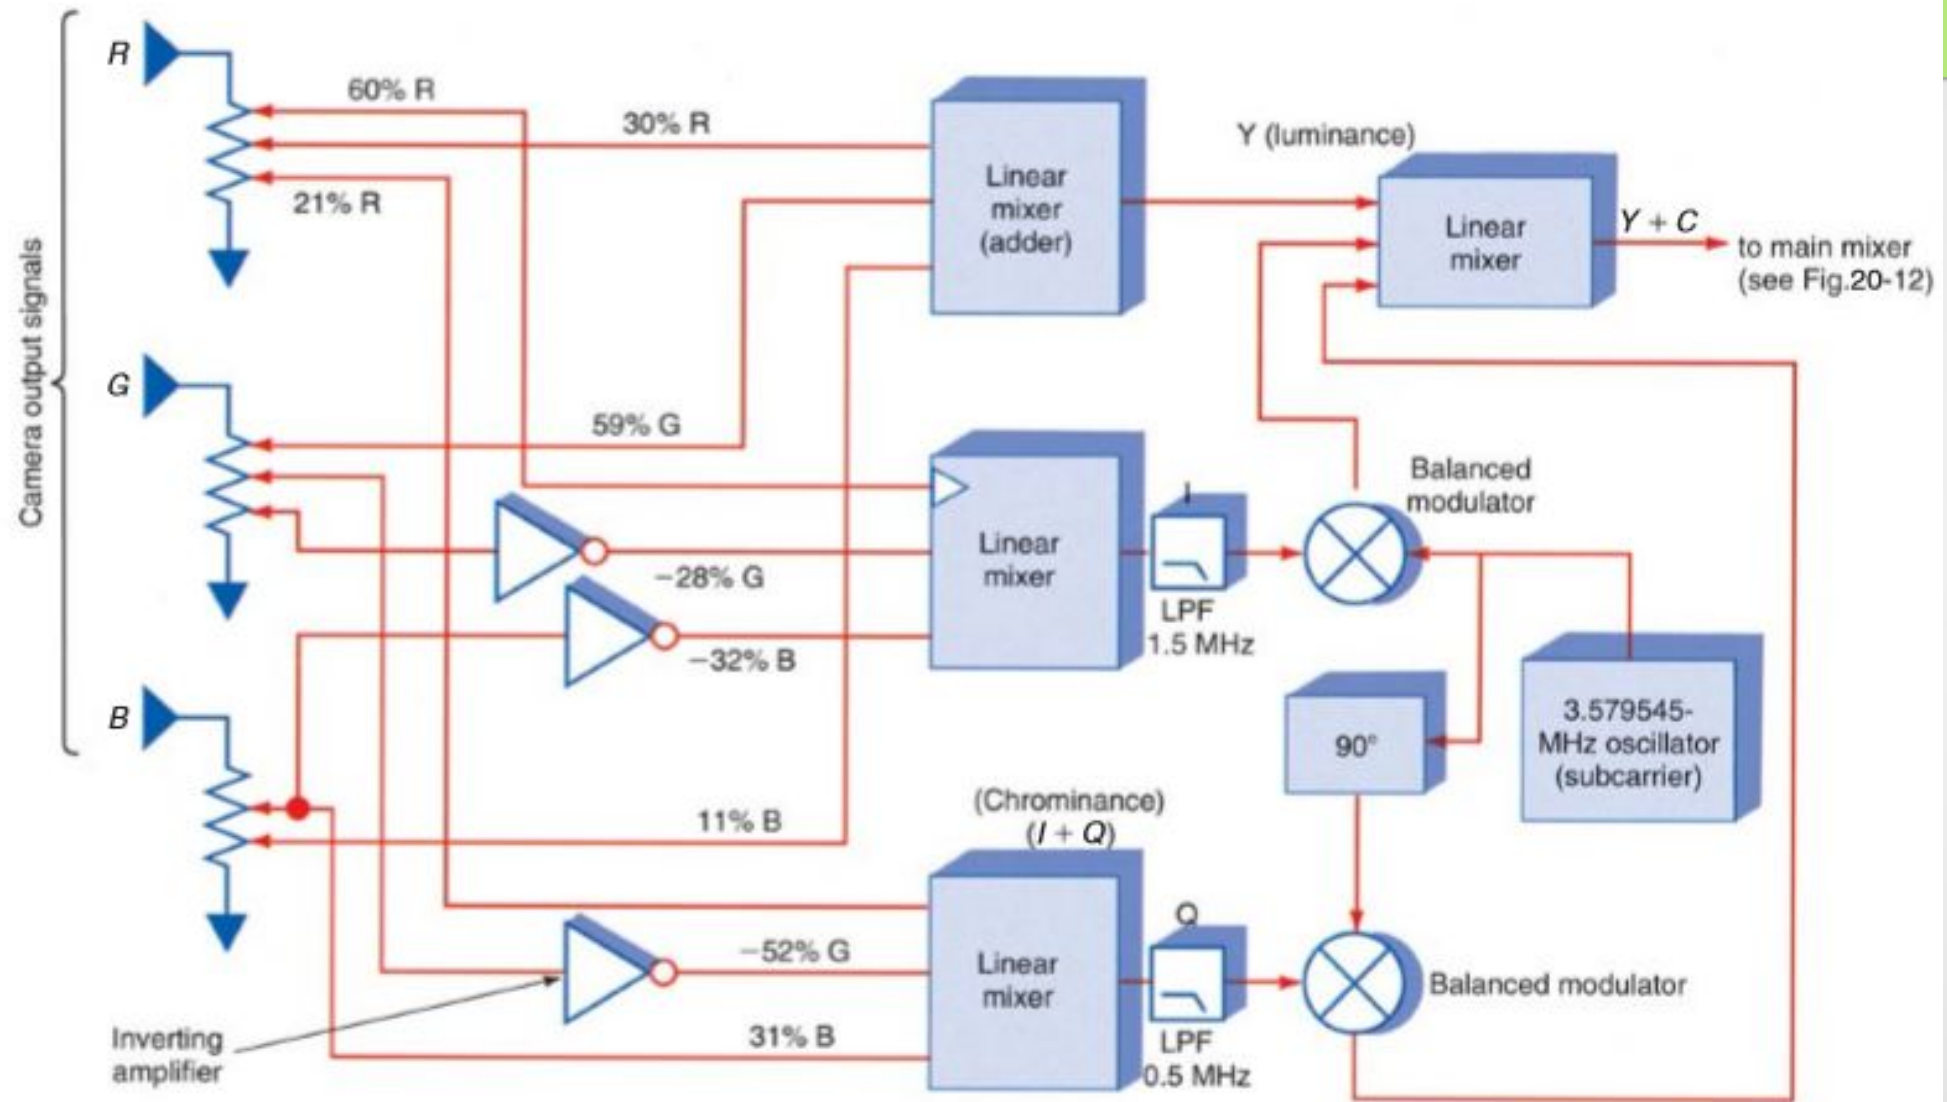 Camera output signals
R
60% R
30% R
21% R
Linear
mixer
(adder)
Y (luminance)
Linear
mixer
Y + C
to main mixer
(see Fig.20-12)
G
59% G
−28% G
−32% B
Linear
mixer
I
LPF
1.5 MHz
Balanced
modulator
90°
3.579545-
MHz oscillator
(subcarrier)
B
11% B
(Chrominance)
(I + Q)
−52% G
31% B
Linear
mixer
Q
LPF
0.5 MHz
Balanced modulator
Inverting
amplifier